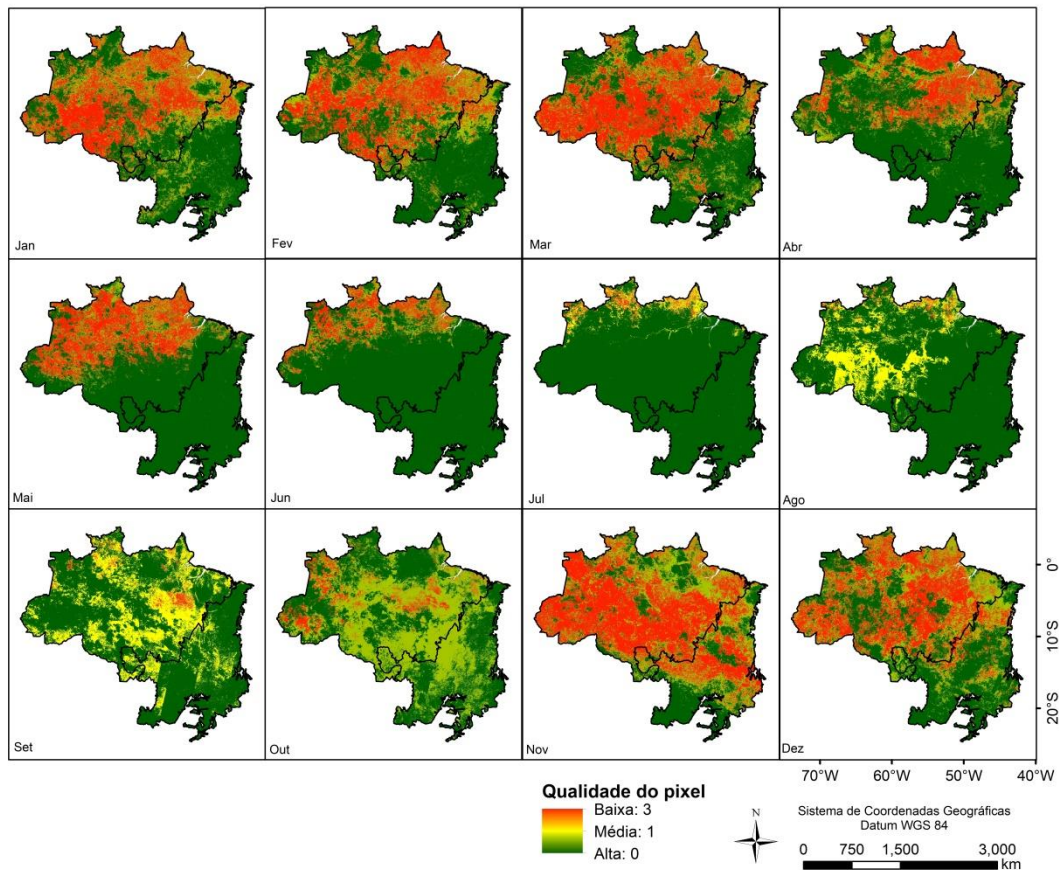 Jan
Fev
Mar
Abr
Mai
Jun
Jul
Ago
Set
Out
Nov
Dez
0°
10°S
20°S
70°W 60°W 50°W 40°W
Qualidade do pixel
Baixa: 3
Média: 1
Alta: 0
N
Sistema de Coordenadas Geográficas
Datum WGS 84
0 750 1,500 3,000
km